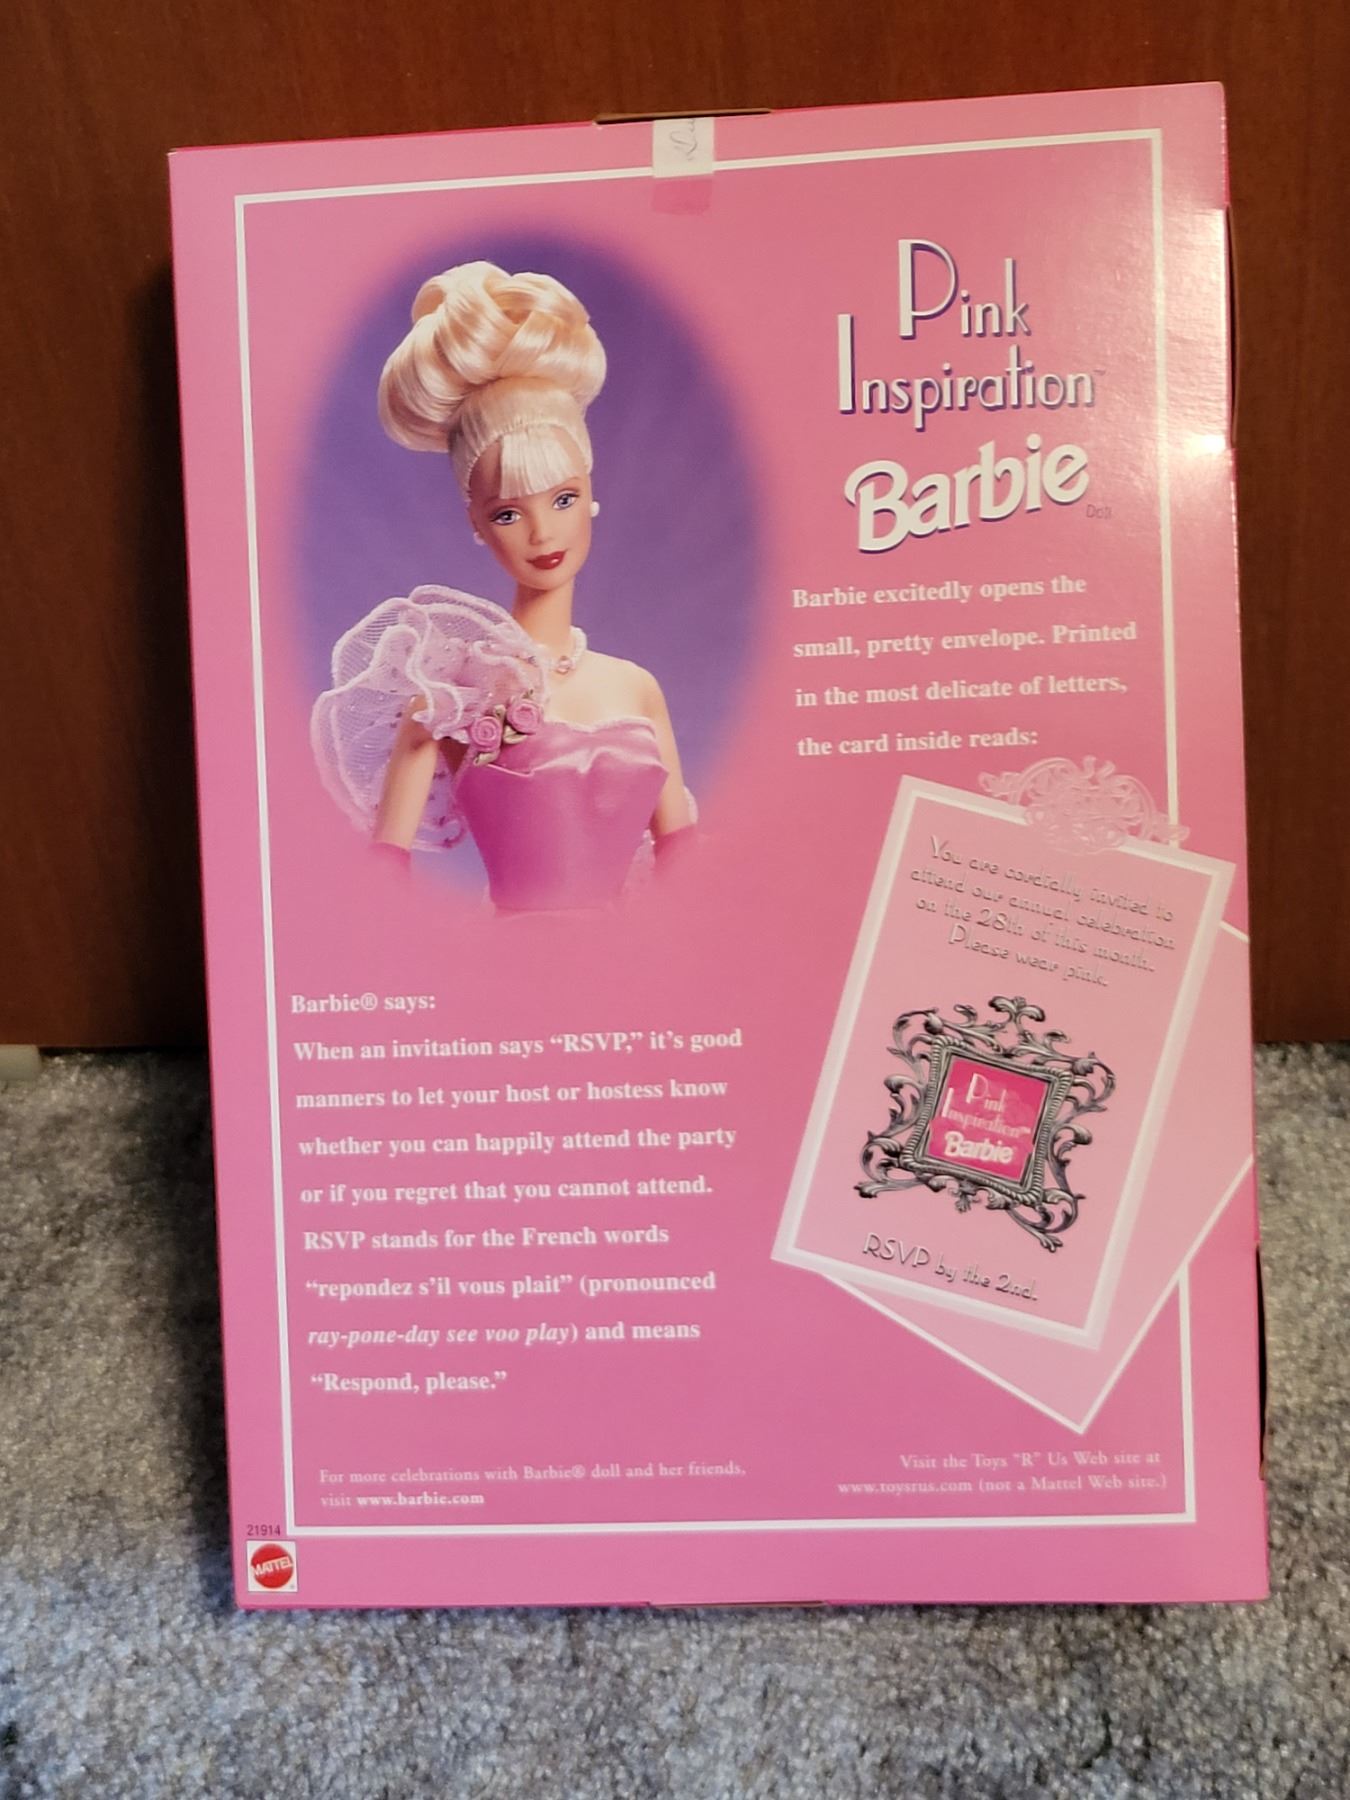 Pink
Inspiration™
Barbie
Doll
Barbie excitedly opens the
small, pretty envelope. Printed
in the most delicate of letters,
the card inside reads:
You are cordially invited to
attend our annual celebration
on the 28th of this month.
Please wear pink.
Pink
Inspiration™
Barbie
RSVP by the 2nd.
Barbie® says:
When an invitation says “RSVP,” it’s good
manners to let your host or hostess know
whether you can happily attend the party
or if you regret that you cannot attend.
RSVP stands for the French words
“repondez s’il vous plait” (pronounced
ray-pone-day see voo play) and means
“Respond, please.”
For more celebrations with Barbie® doll and her friends,
visit www.barbie.com
Visit the Toys "R" Us Web site at
www.toysrus.com (not a Mattel Web site.)
21914
MATTEL®